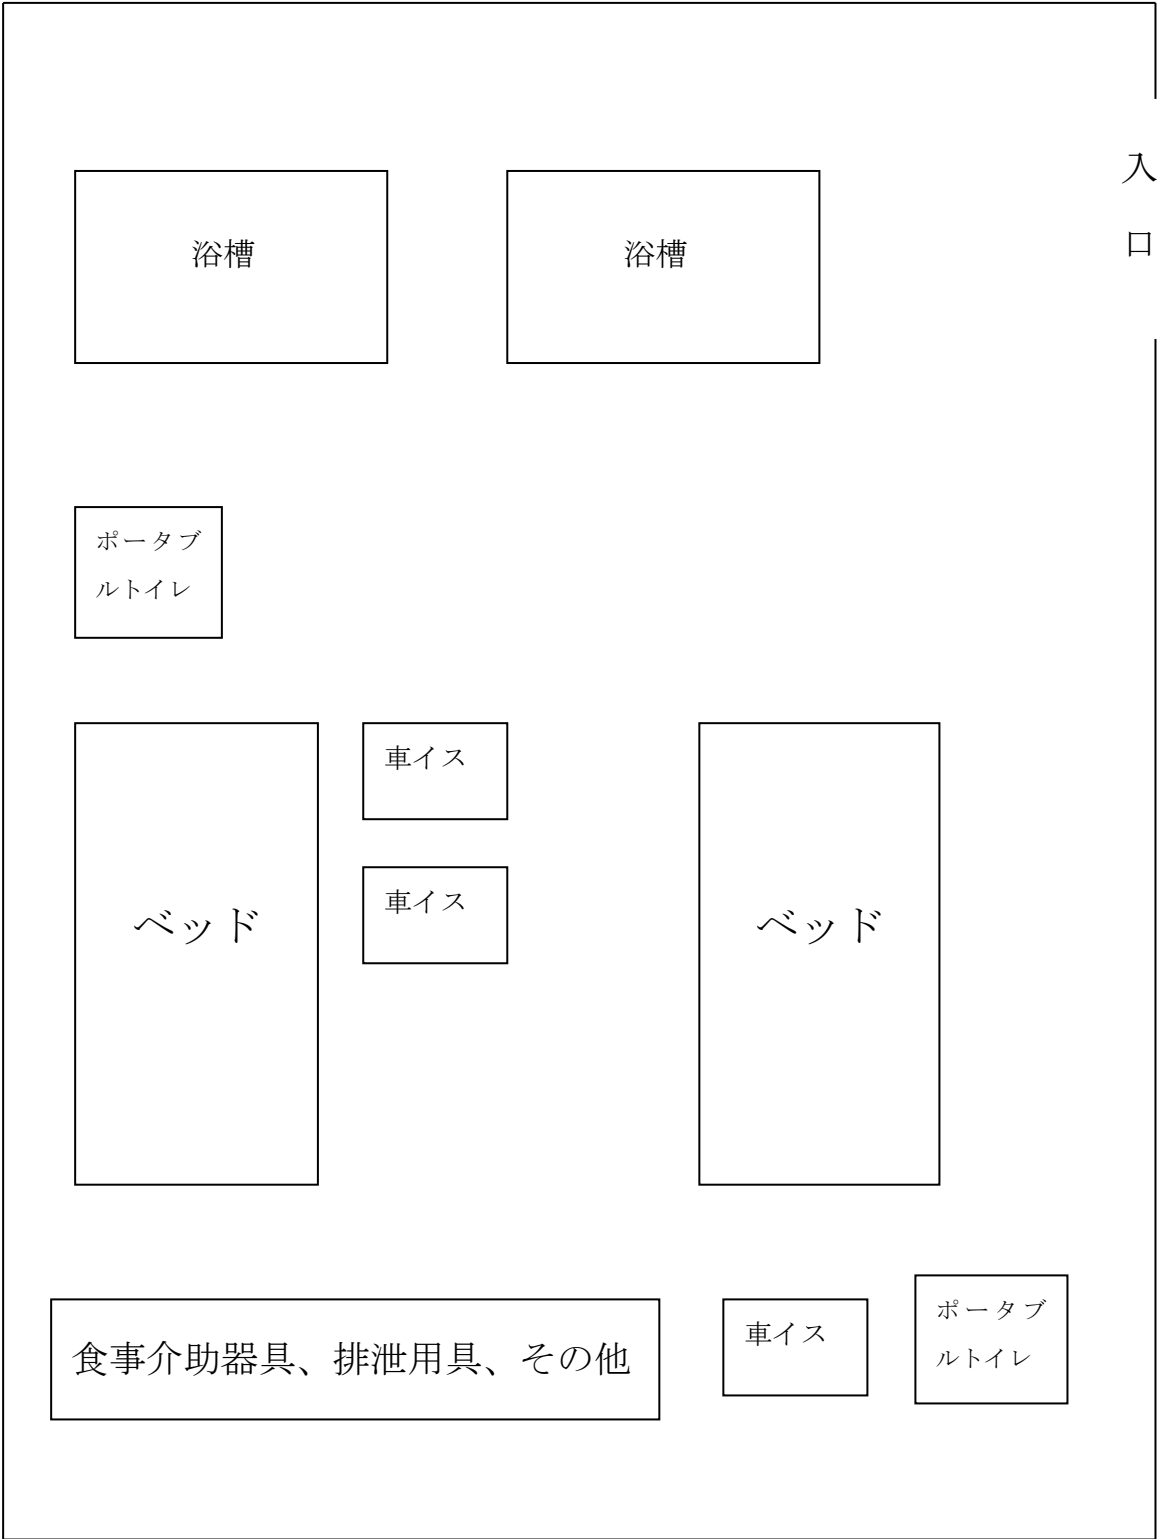 入
口
浴槽
浴槽
ポータブ
ルトイレ
車イス
車イス
ベッド
ベッド
食事介助器具、排泄用具、その他
車イス
ポータブ
ルトイレ